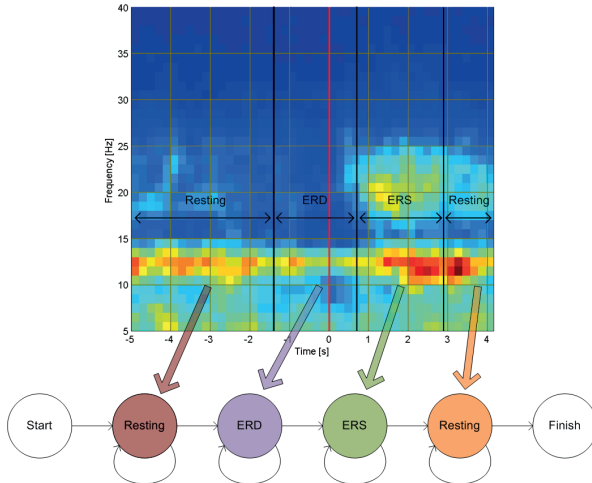 40
35
30
25
20
15
10
5
Frequency [Hz]
Resting
ERD
ERS
Resting
-5 -4 -3 -2 -1 0 1 2 3 4
Time [s]
Start
Resting
ERD
ERS
Resting
Finish